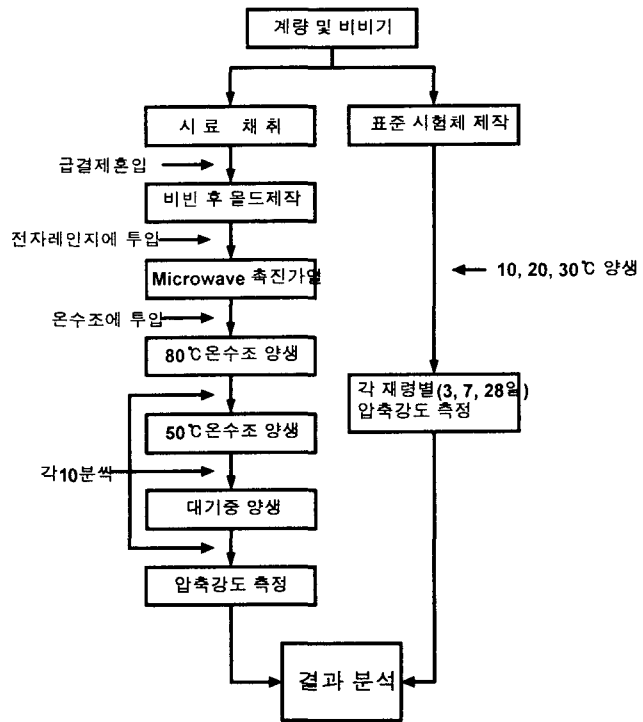 계량 및 비비기
시료 채취
표준 시험체 제작
급결제혼입
비빈 후 몰드제작
전자레인지에 투입
Microwave 촉진가열
10, 20, 30℃ 양생
온수조에 투입
80℃온수조 양생
각 재령별(3, 7, 28일)
압축강도 측정
50℃온수조 양생
각10분씩
대기중 양생
압축강도 측정
결과 분석